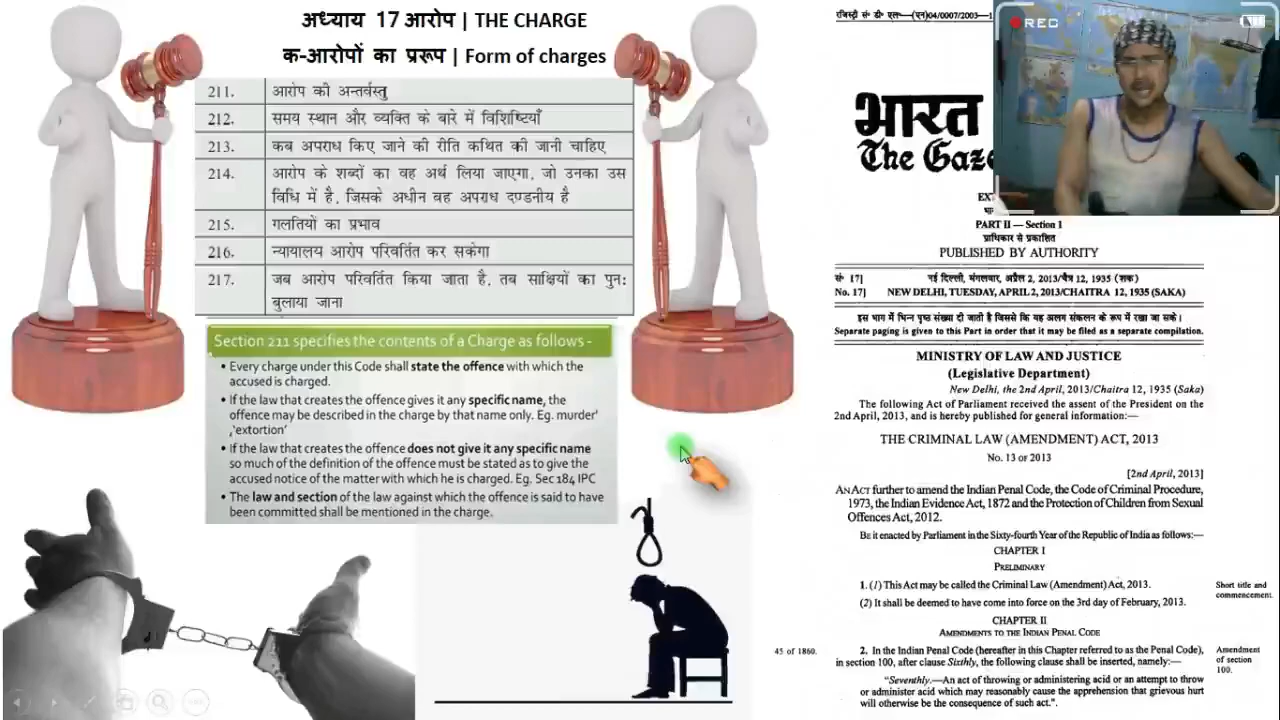 अध्याय 17 आरोप | THE CHARGE
क-आरोपों का प्ररूप | Form of charges
211. आरोप की अन्तर्वस्तु
212. समय स्थान और व्यक्ति के बारे में विशिष्टियाँ
213. कब अपराध किए जाने की रीति कथित की जानी चाहिए
214. आरोप के शब्दों का वह अर्थ लिया जाएगा, जो उनका उस
विधि में है, जिसके अधीन वह अपराध दण्डनीय है
215. गलतियों का प्रभाव
216. न्यायालय आरोप परिवर्तित कर सकेगा
217. जब आरोप परिवर्तित किया जाता है, तब साक्षियों का पुन:
बुलाया जाना
Section 211 specifies the contents of a Charge as follows -
• Every charge under this Code shall state the offence with which the
accused is charged.
• If the law that creates the offence gives it any specific name, the
offence may be described in the charge by that name only. Eg. murder'
,'extortion'
• If the law that creates the offence does not give it any specific name
so much of the definition of the offence must be stated as to give the
accused notice of the matter with which he is charged. Eg. Sec 184 IPC
• The law and section of the law against which the offence is said to have
been committed shall be mentioned in the charge.
रजिस्ट्री सं॰ डी॰ एल॰—(एन)04/0007/2003—1
REC
भारत
The Gaze
EX
PART II — Section 1
प्राधिकार से प्रकाशित
PUBLISHED BY AUTHORITY
सं॰ 17] नई दिल्ली, मंगलवार, अप्रैल 2, 2013/चैत्र 12, 1935 (शक)
No. 17] NEW DELHI, TUESDAY, APRIL 2, 2013/CHAITRA 12, 1935 (SAKA)
इस भाग में भिन्न पृष्ठ संख्या दी जाती है जिससे कि यह अलग संकलन के रूप में रखा जा सके।
Separate paging is given to this Part in order that it may be filed as a separate compilation.
MINISTRY OF LAW AND JUSTICE
(Legislative Department)
New Delhi, the 2nd April, 2013/Chaitra 12, 1935 (Saka)
The following Act of Parliament received the assent of the President on the
2nd April, 2013, and is hereby published for general information:—
THE CRIMINAL LAW (AMENDMENT) ACT, 2013
No. 13 OF 2013
[2nd April, 2013]
AN ACT further to amend the Indian Penal Code, the Code of Criminal Procedure,
1973, the Indian Evidence Act, 1872 and the Protection of Children from Sexual
Offences Act, 2012.
BE it enacted by Parliament in the Sixty-fourth Year of the Republic of India as follows:—
CHAPTER I
PRELIMINARY
1. (1) This Act may be called the Criminal Law (Amendment) Act, 2013.
Short title and
commencement.
(2) It shall be deemed to have come into force on the 3rd day of February, 2013.
CHAPTER II
AMENDMENTS TO THE INDIAN PENAL CODE
45 of 1860.
2. In the Indian Penal Code (hereafter in this Chapter referred to as the Penal Code),
in section 100, after clause Sixthly, the following clause shall be inserted, namely:—
Amendment
of section
100.
“Seventhly.—An act of throwing or administering acid or an attempt to throw
or administer acid which may reasonably cause the apprehension that grievous hurt
will otherwise be the consequence of such act.”.